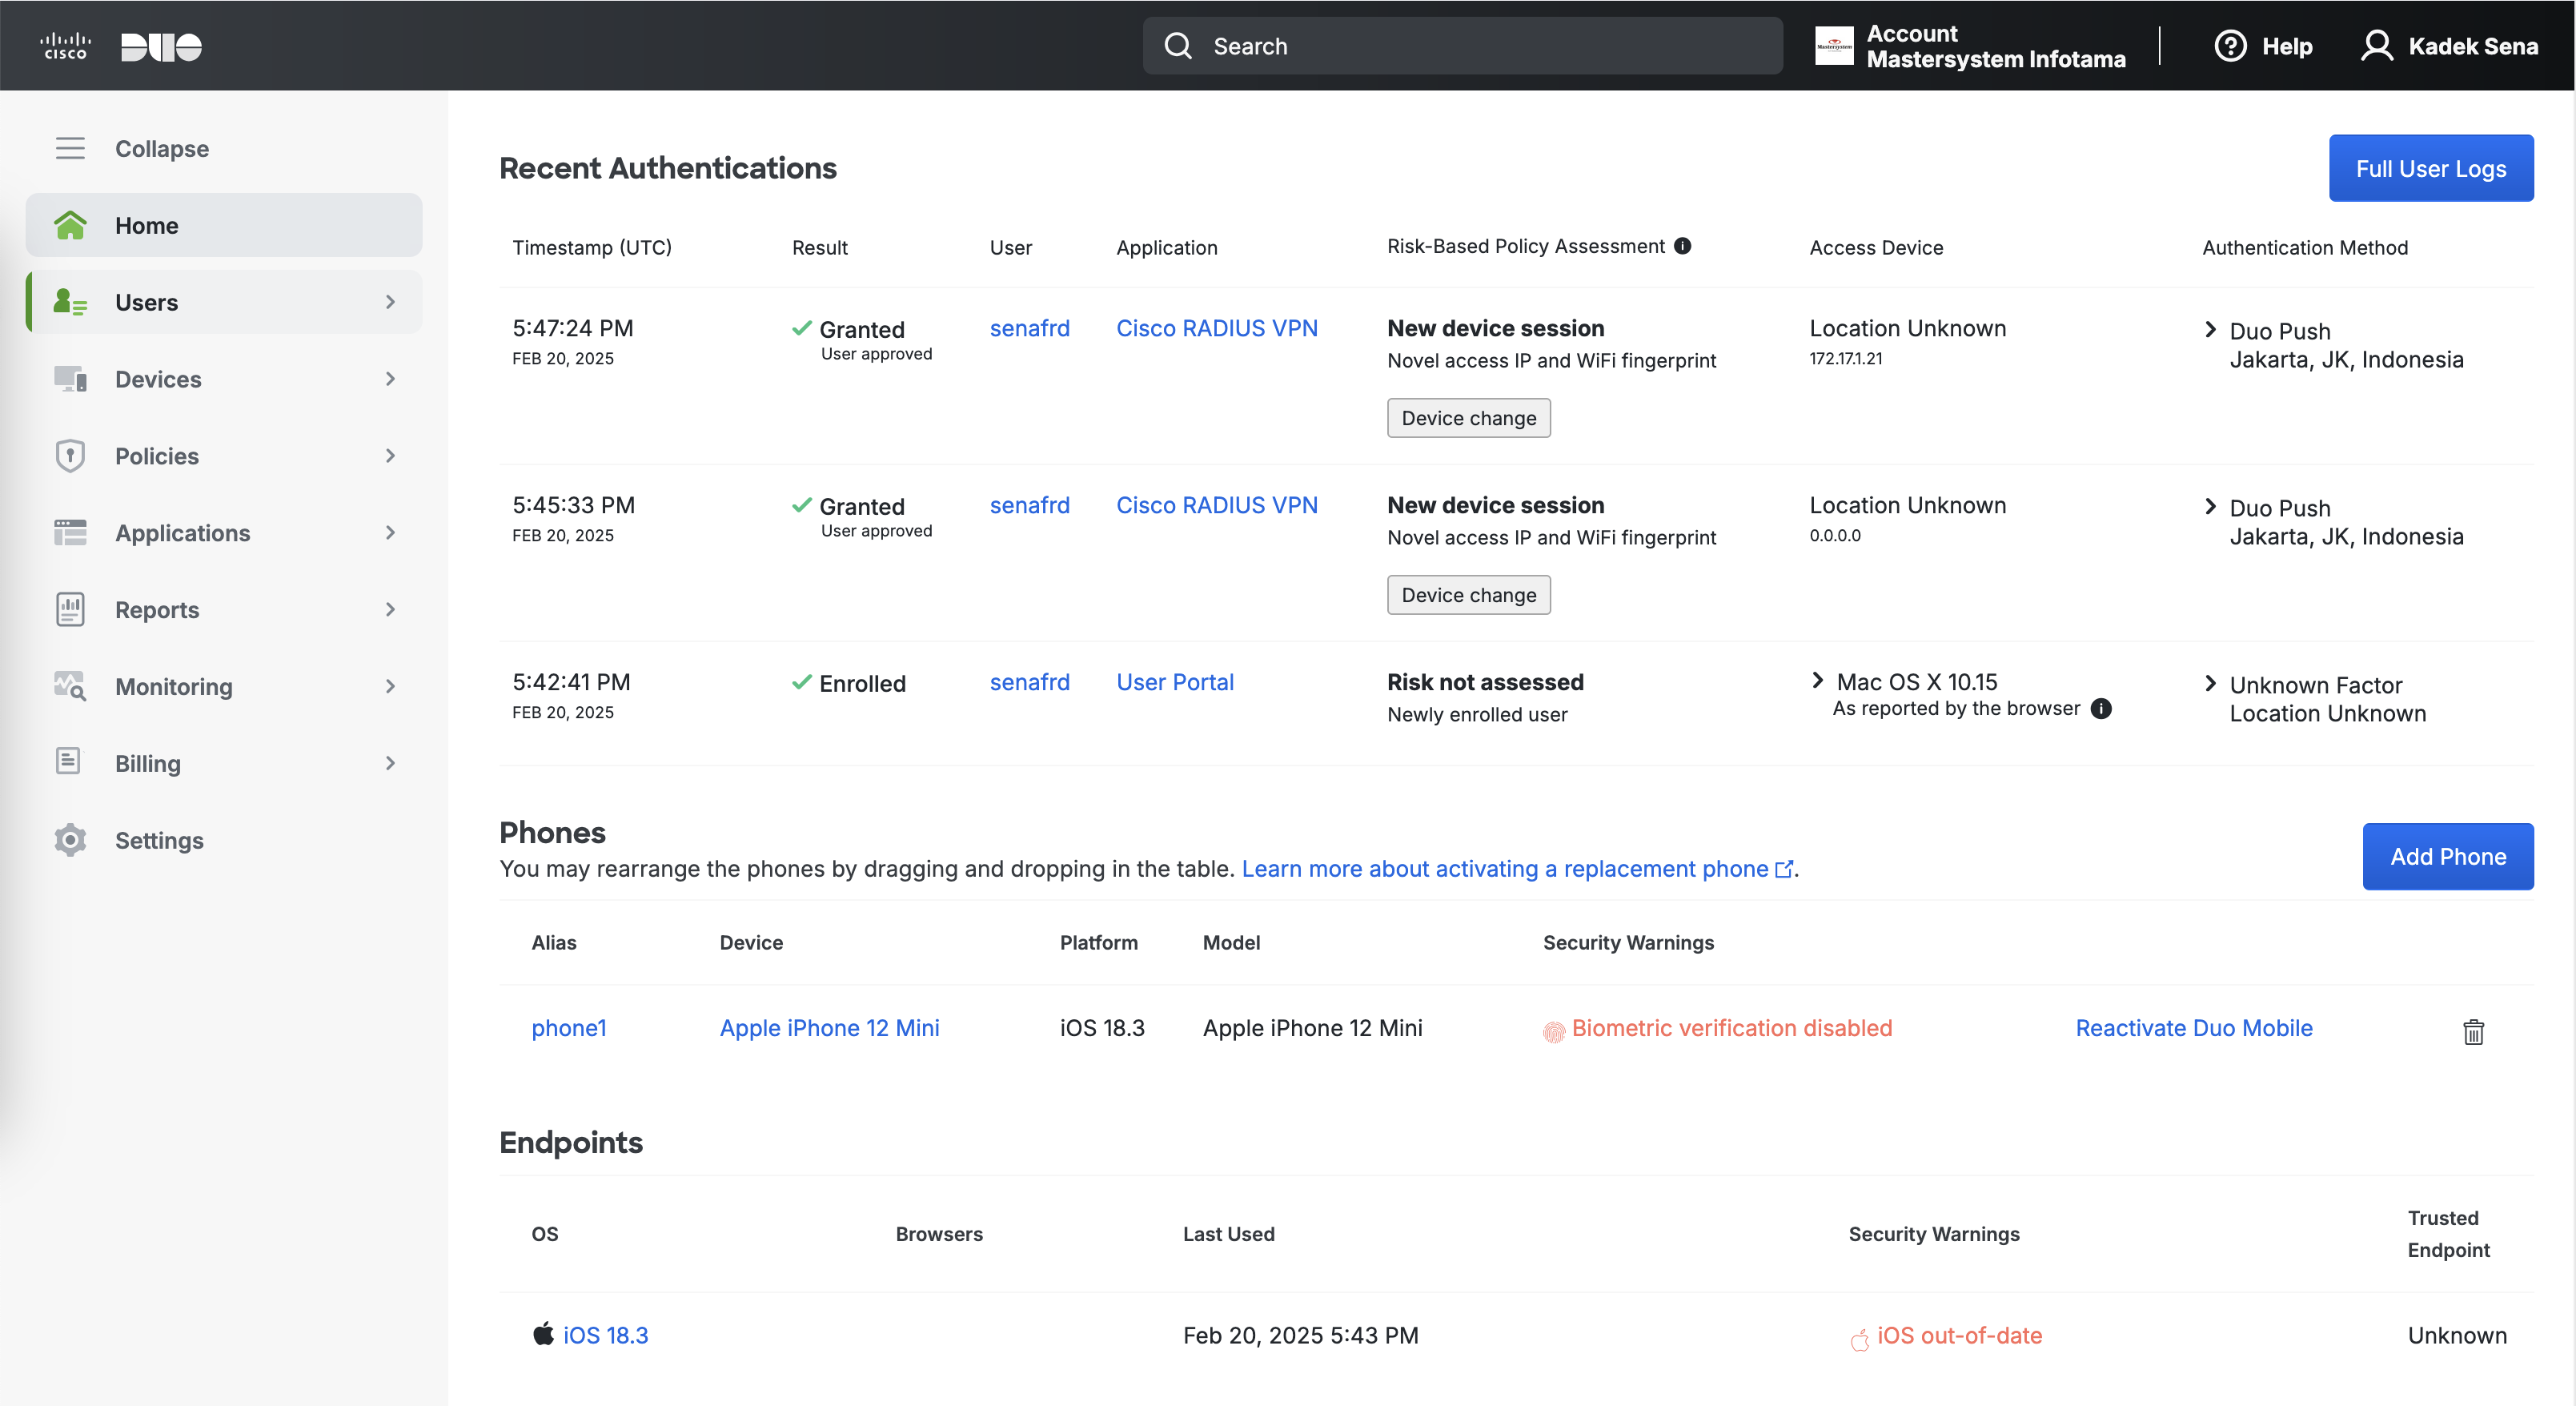 CISCO DUO
Search
Account
Mastersystem Infotama
Help
Kadek Sena
Collapse
Home
Users
Devices
Policies
Applications
Reports
Monitoring
Billing
Settings
Recent Authentications
Full User Logs
Timestamp (UTC) Result User Application Risk-Based Policy Assessment Access Device Authentication Method
5:47:24 PM Granted senafrd Cisco RADIUS VPN New device session Location Unknown Duo Push
FEB 20, 2025 User approved Novel access IP and WiFi fingerprint 172.17.1.21 Jakarta, JK, Indonesia
Device change
5:45:33 PM Granted senafrd Cisco RADIUS VPN New device session Location Unknown Duo Push
FEB 20, 2025 User approved Novel access IP and WiFi fingerprint 0.0.0.0 Jakarta, JK, Indonesia
Device change
5:42:41 PM Enrolled senafrd User Portal Risk not assessed Mac OS X 10.15 Unknown Factor
FEB 20, 2025 Newly enrolled user As reported by the browser Location Unknown
Phones
You may rearrange the phones by dragging and dropping in the table. Learn more about activating a replacement phone.
Add Phone
Alias Device Platform Model Security Warnings
phone1 Apple iPhone 12 Mini iOS 18.3 Apple iPhone 12 Mini Biometric verification disabled Reactivate Duo Mobile
Endpoints
OS Browsers Last Used Security Warnings Trusted
Endpoint
iOS 18.3 Feb 20, 2025 5:43 PM iOS out-of-date Unknown